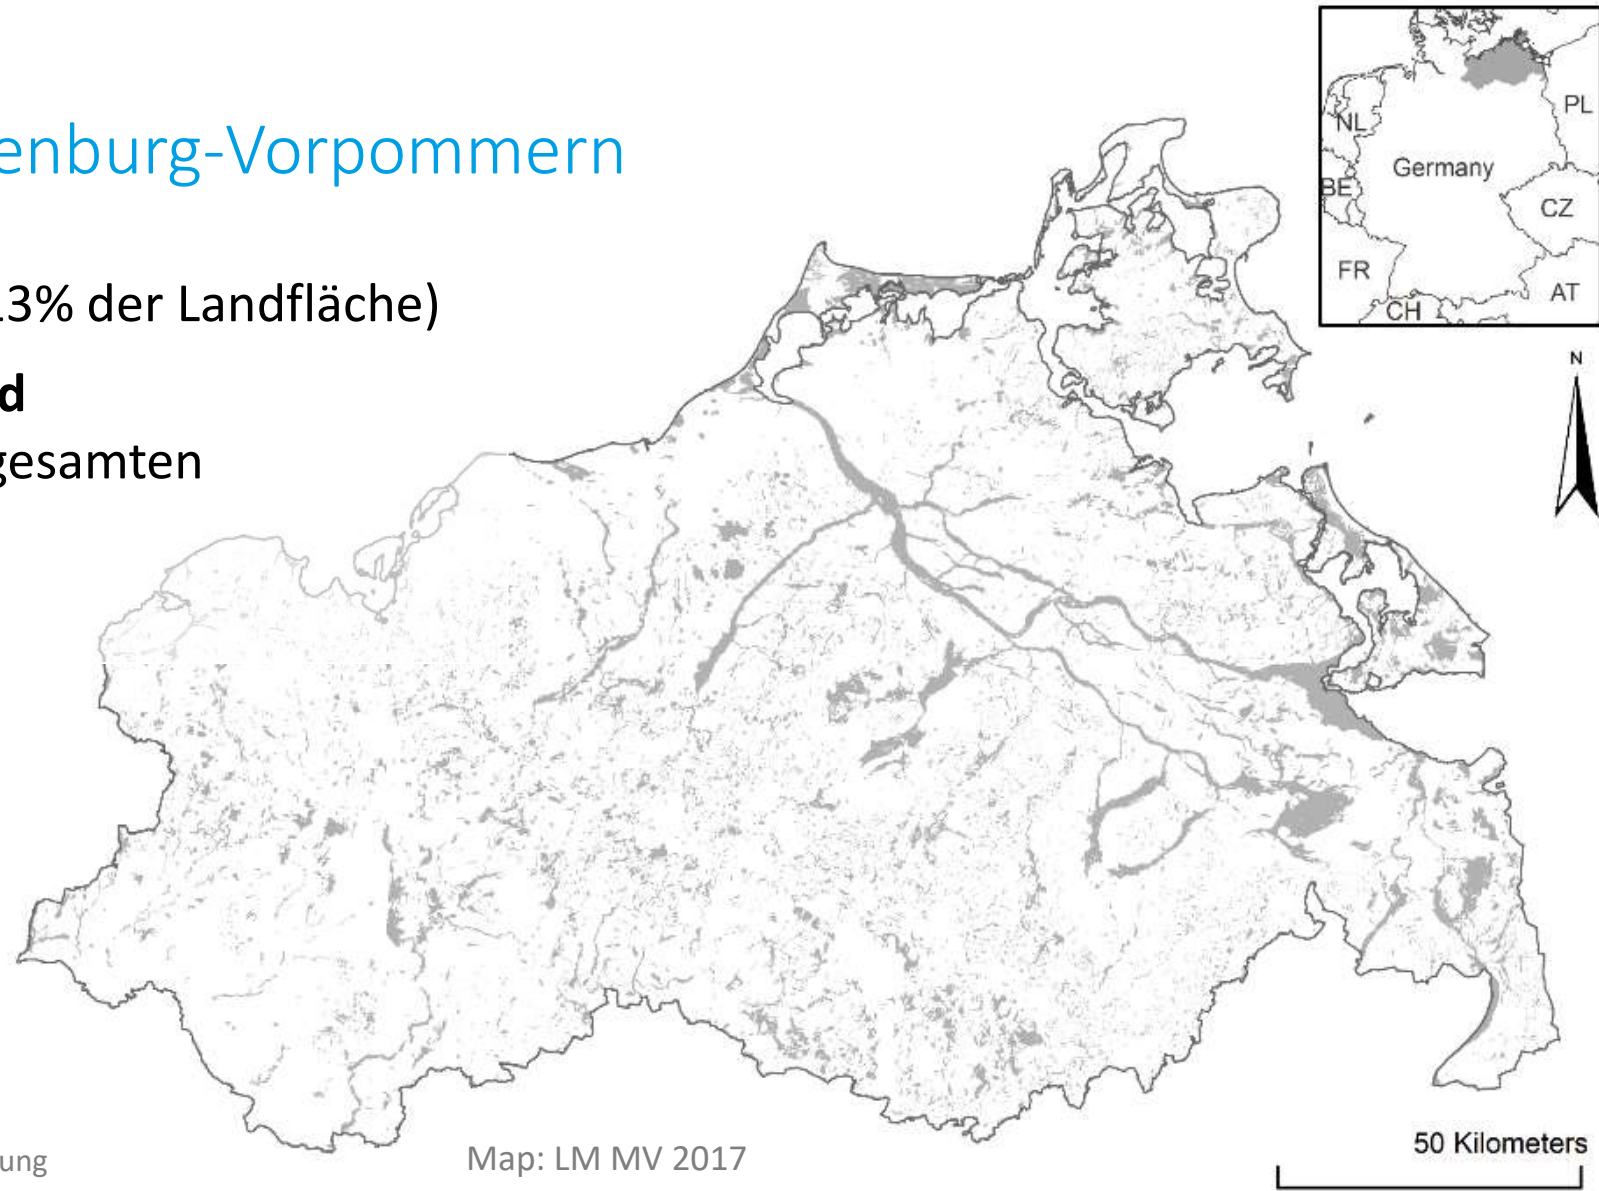 enburg-Vorpommern
13% der Landfläche)
d
gesamten
NL
PL
Germany
BE
CZ
FR
AT
CH
N
50 Kilometers
Map: LM MV 2017
ung